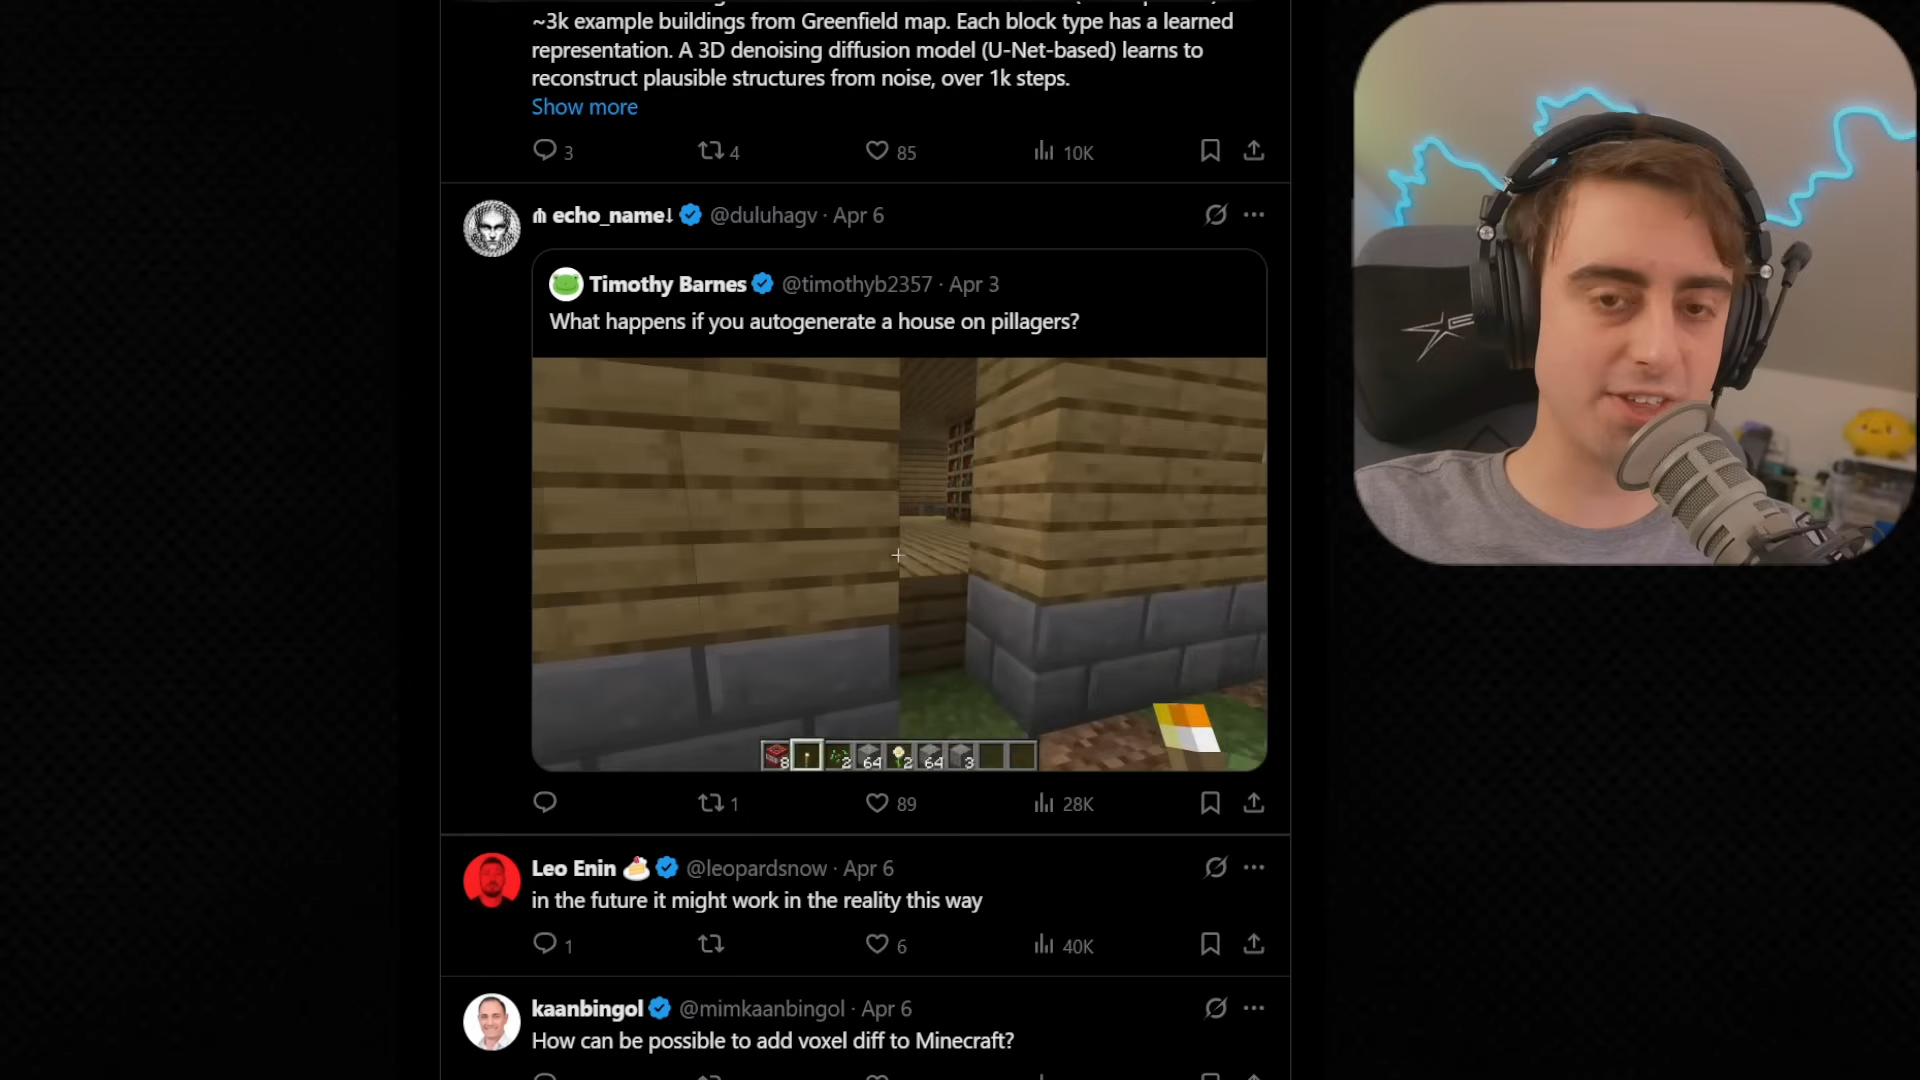 ~3k example buildings from Greenfield map. Each block type has a learned
representation. A 3D denoising diffusion model (U-Net-based) learns to
reconstruct plausible structures from noise, over 1k steps.
Show more
3 4 85 10K
echo_name @duluhagv · Apr 6
Timothy Barnes @timothyb2357 · Apr 3
What happens if you autogenerate a house on pillagers?
8 2 64 2 64 3
1 89 28K
Leo Enin 🍰 @leopardsnow · Apr 6
in the future it might work in the reality this way
1 6 40K
kaanbingol @mimkaanbingol · Apr 6
How can be possible to add voxel diff to Minecraft?